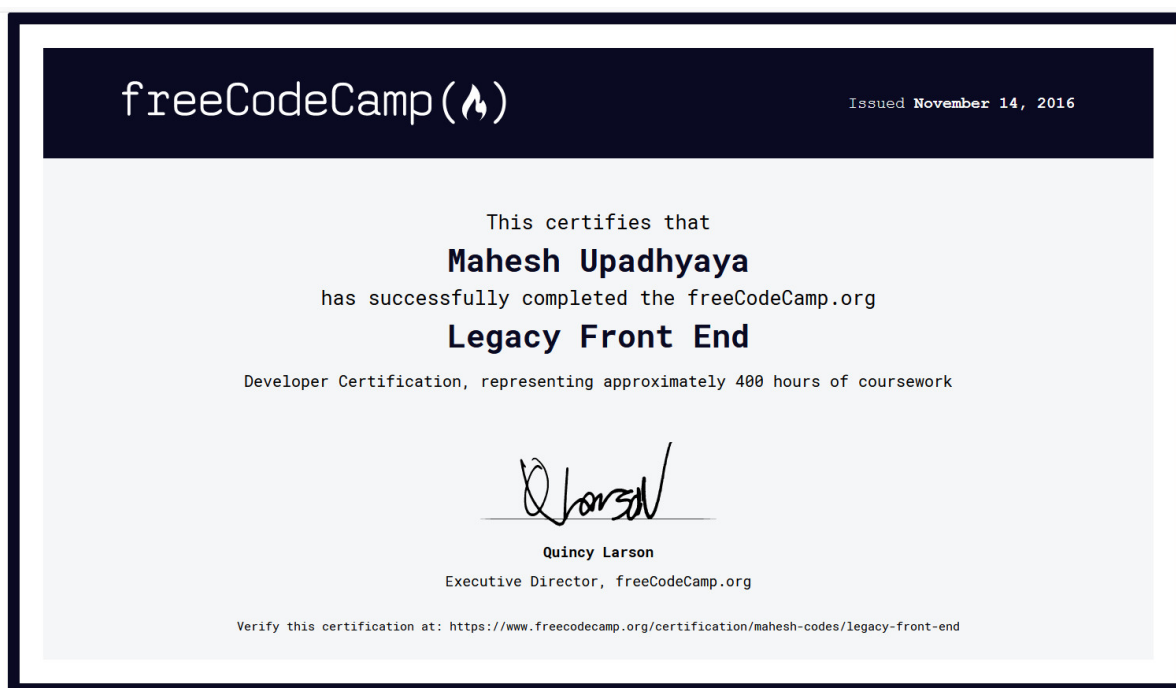 freeCodeCamp()
Issued November 14, 2016
This certifies that
Mahesh Upadhyaya
has successfully completed the freeCodeCamp.org
Legacy Front End
Developer Certification, representing approximately 400 hours of coursework
Q Larson
Quincy Larson
Executive Director, freeCodeCamp.org
Verify this certification at: https://www.freecodecamp.org/certification/mahesh-codes/legacy-front-end